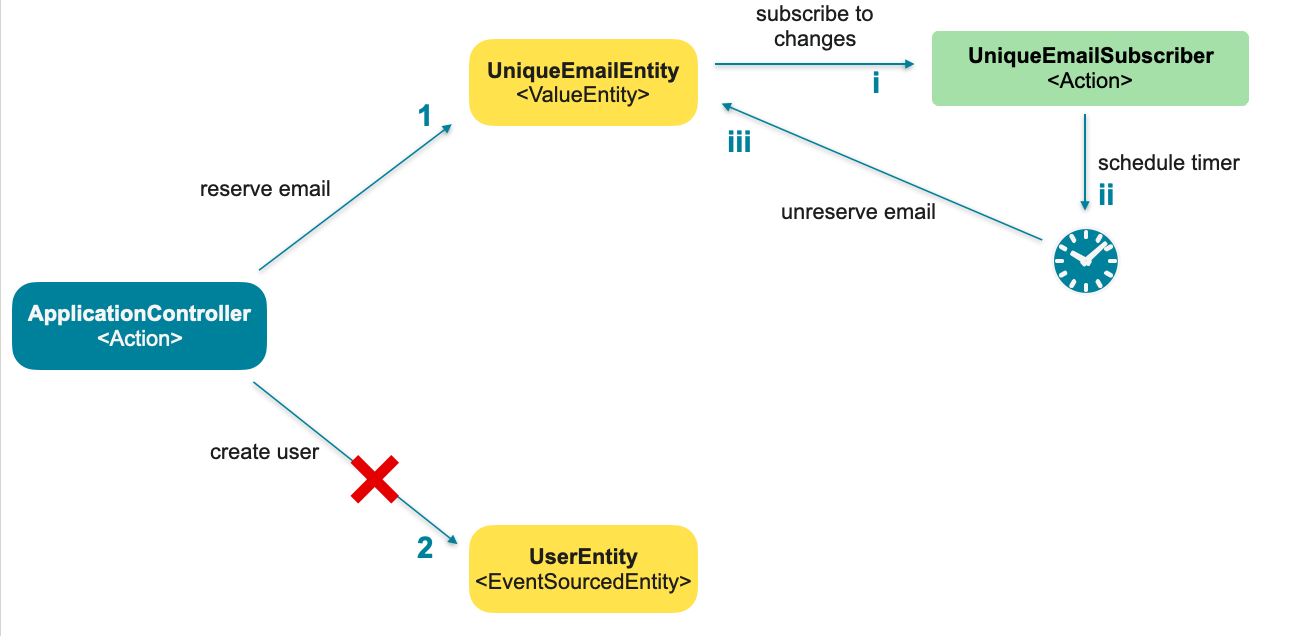 subscribe to
changes
UniqueEmailEntity
<ValueEntity>
i
UniqueEmailSubscriber
<Action>
1
iii
reserve email
unreserve email
schedule timer
ii
ApplicationController
<Action>
create user
2
UserEntity
<EventSourcedEntity>